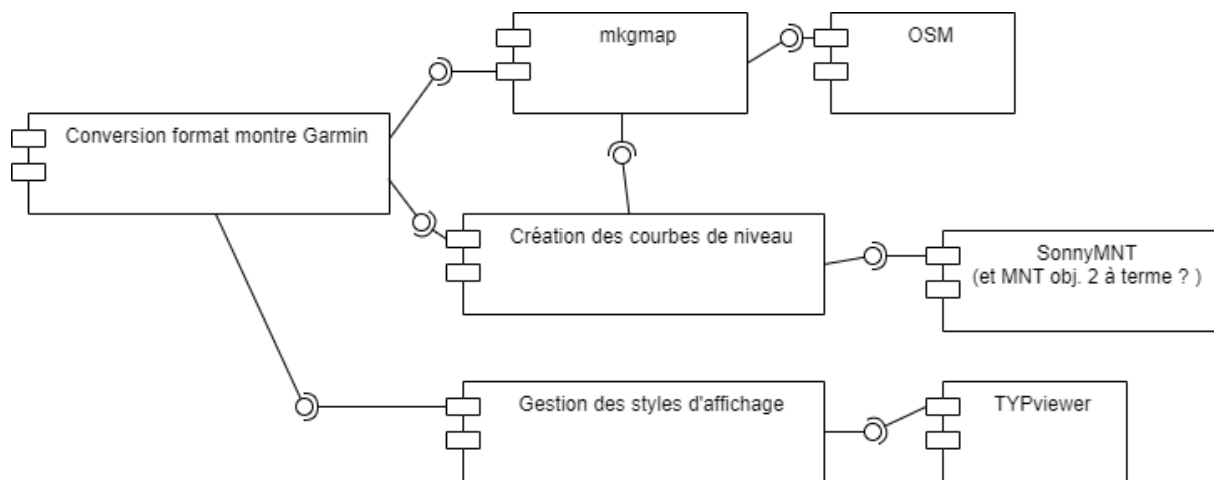 mkgmap
OSM
Conversion format montre Garmin
Création des courbes de niveau
SonnyMNT
(et MNT obj. 2 à terme ? )
Gestion des styles d'affichage
TYPviewer